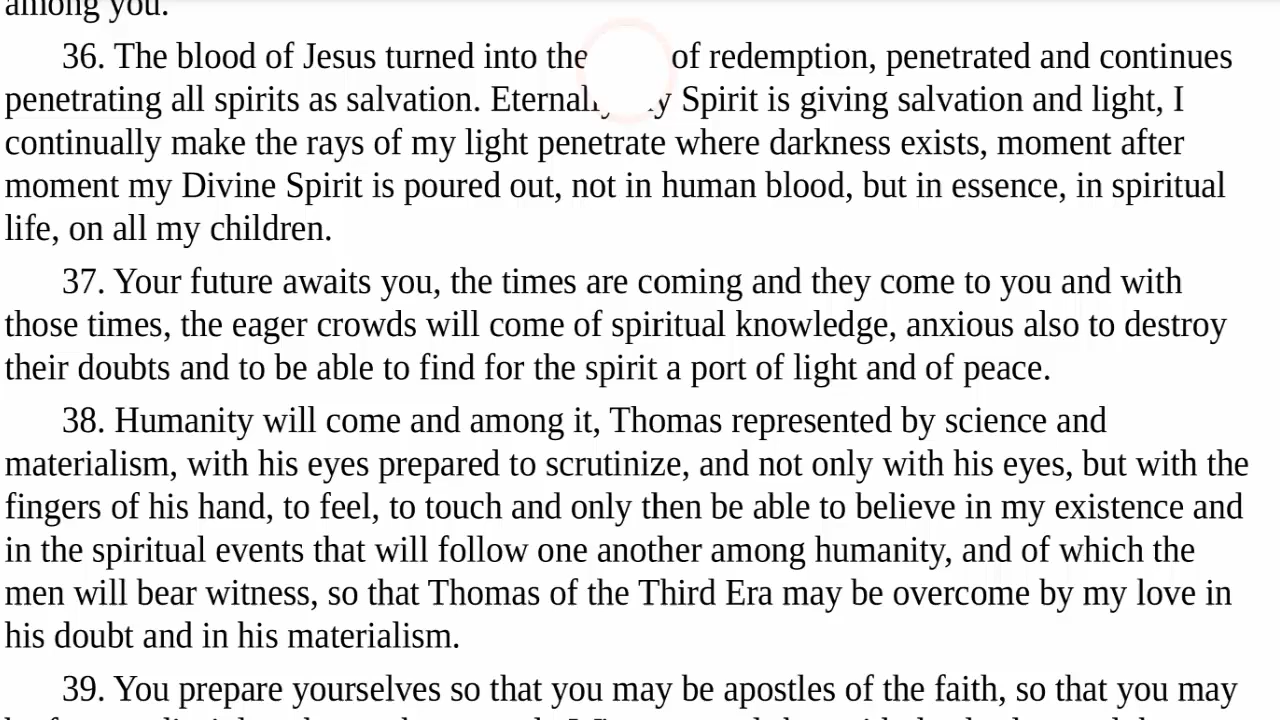 among you.
36. The blood of Jesus turned into the of redemption, penetrated and continues
penetrating all spirits as salvation. Spirit is giving salvation and light, I
continually make the rays of my light penetrate where darkness exists, moment after
moment my Divine Spirit is poured out, not in human blood, but in essence, in spiritual
life, on all my children.
37. Your future awaits you, the times are coming and they come to you and with
those times, the eager crowds will come of spiritual knowledge, anxious also to destroy
their doubts and to be able to find for the spirit a port of light and of peace.
38. Humanity will come and among it, Thomas represented by science and
materialism, with his eyes prepared to scrutinize, and not only with his eyes, but with the
fingers of his hand, to feel, to touch and only then be able to believe in my existence and
in the spiritual events that will follow one another among humanity, and of which the
men will bear witness, so that Thomas of the Third Era may be overcome by my love in
his doubt and in his materialism.
39. You prepare yourselves so that you may be apostles of the faith, so that you may